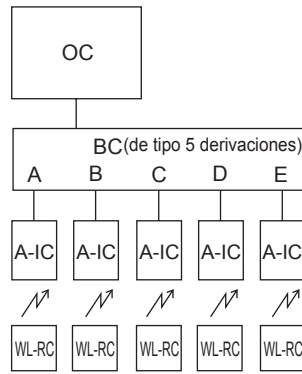 OC
BC(de tipo 5 derivaciones)
A B C D E
A-IC A-IC A-IC A-IC A-IC
WL-RC WL-RC WL-RC WL-RC WL-RC